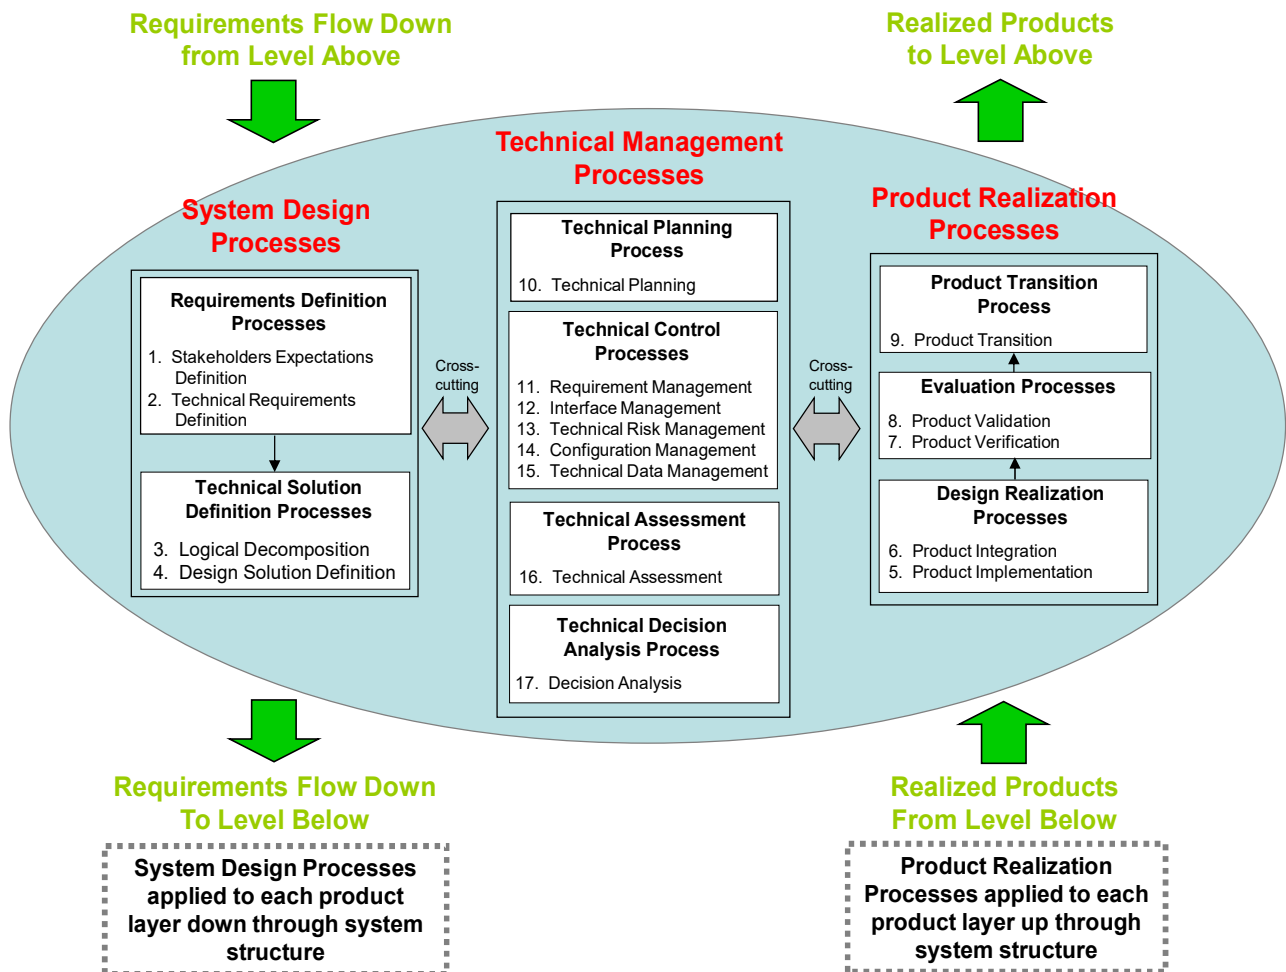 Requirements Flow Down
from Level Above
Realized Products
to Level Above
Technical Management
Processes
System Design
Processes
Product Realization
Processes
Requirements Definition
Processes
1. Stakeholders Expectations
Definition
2. Technical Requirements
Definition
Technical Solution
Definition Processes
3. Logical Decomposition
4. Design Solution Definition
Cross-
cutting
Technical Planning
Process
10. Technical Planning
Technical Control
Processes
11. Requirement Management
12. Interface Management
13. Technical Risk Management
14. Configuration Management
15. Technical Data Management
Technical Assessment
Process
16. Technical Assessment
Technical Decision
Analysis Process
17. Decision Analysis
Cross-
cutting
Product Transition
Process
9. Product Transition
Evaluation Processes
8. Product Validation
7. Product Verification
Design Realization
Processes
6. Product Integration
5. Product Implementation
Requirements Flow Down
To Level Below
System Design Processes
applied to each product
layer down through system
structure
Realized Products
From Level Below
Product Realization
Processes applied to each
product layer up through
system structure